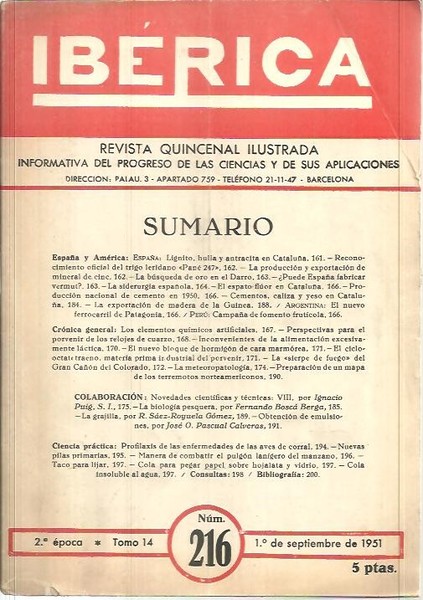 IBÉRICA
REVISTA QUINCENAL ILUSTRADA
INFORMATIVA DEL PROGRESO DE LAS CIENCIAS Y DE SUS APLICACIONES
DIRECCION: PALAU, 3 - APARTADO 759 - TELÉFONO 21-11-47 - BARCELONA
SUMARIO
España y América: ESPAÑA: Lignito, hulla y antracita en Cataluña, 161. — Recono-
cimiento oficial del trigo leridano «Pané 247», 162. — La producción y exportación de
mineral de cinc, 162. — La búsqueda de oro en el Darro, 163. — ¿Puede España fabricar
vermut?, 163. — La siderurgia española, 164. — El espato flúor en Cataluña, 166. — Pro-
ducción nacional de cemento en 1950, 166. — Cementos, caliza y yeso en Catalu-
ña, 184. — La exportación de madera de la Guinea, 188. / ARGENTINA: El nuevo
ferrocarril de Patagonia, 166. / PERÚ: Campaña de fomento frutícola, 166.
Crónica general: Los elementos químicos artificiales, 167. — Perspectivas para el
porvenir de los relojes de cuarzo, 168. — Inconvenientes de la alimentación excesiva-
mente láctica, 170. — El nuevo bloque de hormigón de cara marmórea, 171. — El ciclo-
octatetraeno, materia prima industrial del porvenir, 171. — La «sierpe de fuego» del
Gran Cañón del Colorado, 172. — La meteoropatología, 174. — Preparación de un mapa
de los terremotos norteamericanos, 190.
COLABORACIÓN: Novedades científicas y técnicas: VIII, por Ignacio
Puig, S. I., 175. — La biología pesquera, por Fernando Boscá Berga, 185.
— La grajilla, por R. Sáez-Royuela Gómez, 189. — Obtención de emulsio-
nes, por José O. Pascual Calveras, 191.
Ciencia práctica: Profilaxis de las enfermedades de las aves de corral, 194. — Nuevas
pilas primarias, 195. — Manera de combatir el pulgón lanígero del manzano, 196. —
Taco para lijar, 197. — Cola para pegar papel sobre hojalata y vidrio, 197. — Cola
insoluble al agua, 197. / Consultas: 198 / Bibliografía: 200.
2.ª época * Tomo 14
Núm.
216
1.º de septiembre de 1951
5 ptas.